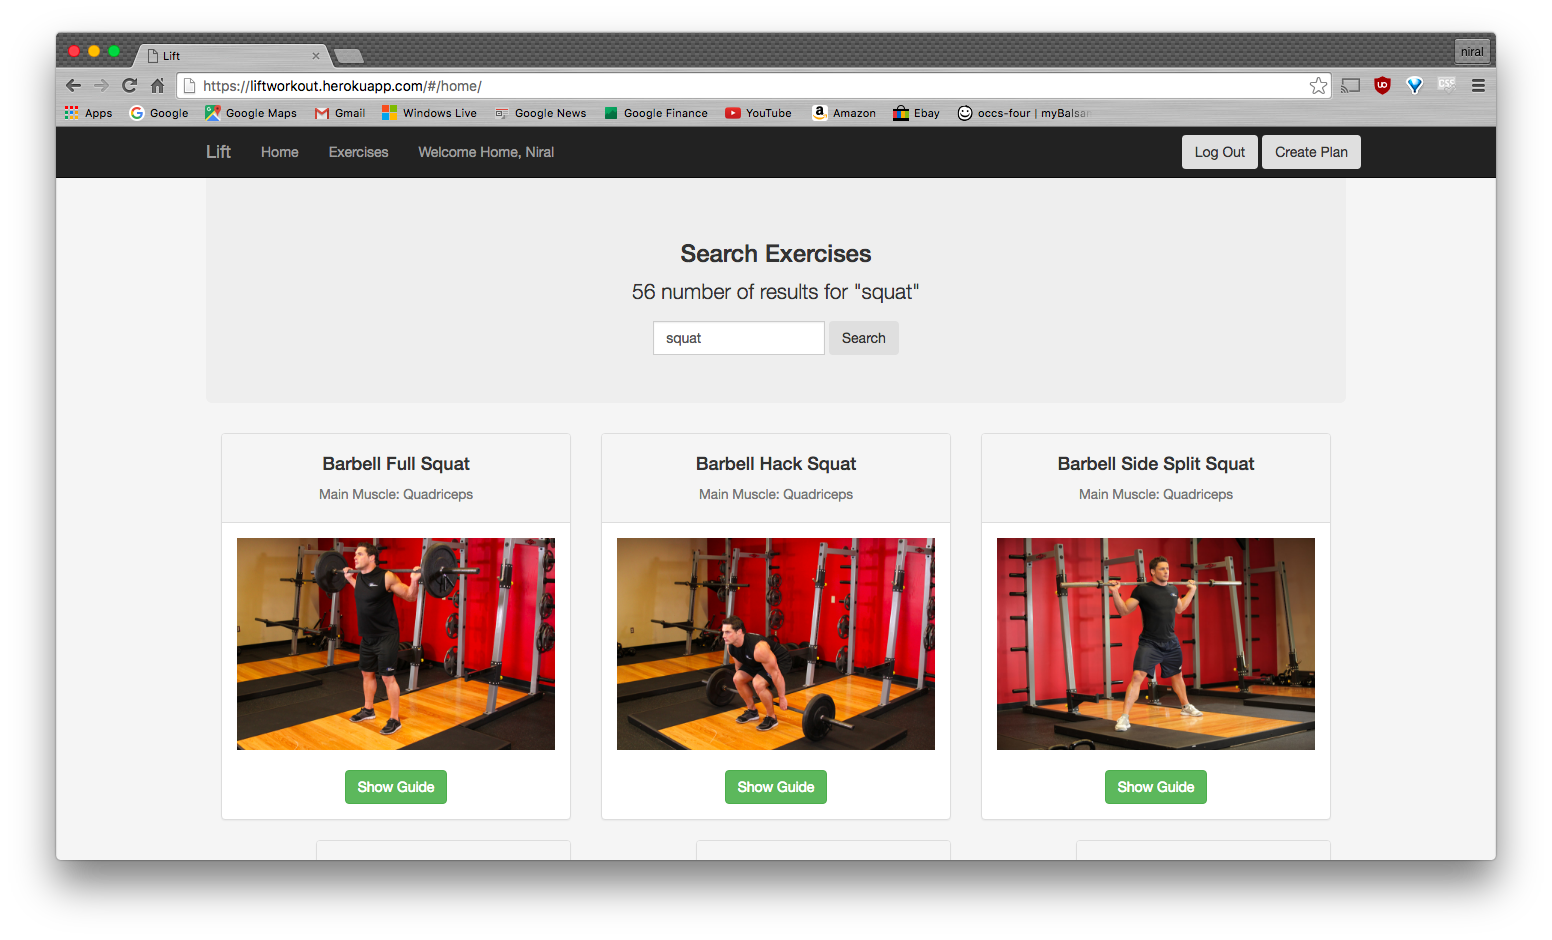 Lift
niral
https://liftworkout.herokuapp.com/#/home/
Apps Google Google Maps Gmail Windows Live Google News Google Finance YouTube Amazon Ebay occs-four | myBalsa
Lift Home Exercises Welcome Home, Niral Log Out Create Plan
Search Exercises
56 number of results for "squat"
squat Search
Barbell Full Squat
Main Muscle: Quadriceps
Show Guide
Barbell Hack Squat
Main Muscle: Quadriceps
Show Guide
Barbell Side Split Squat
Main Muscle: Quadriceps
Show Guide